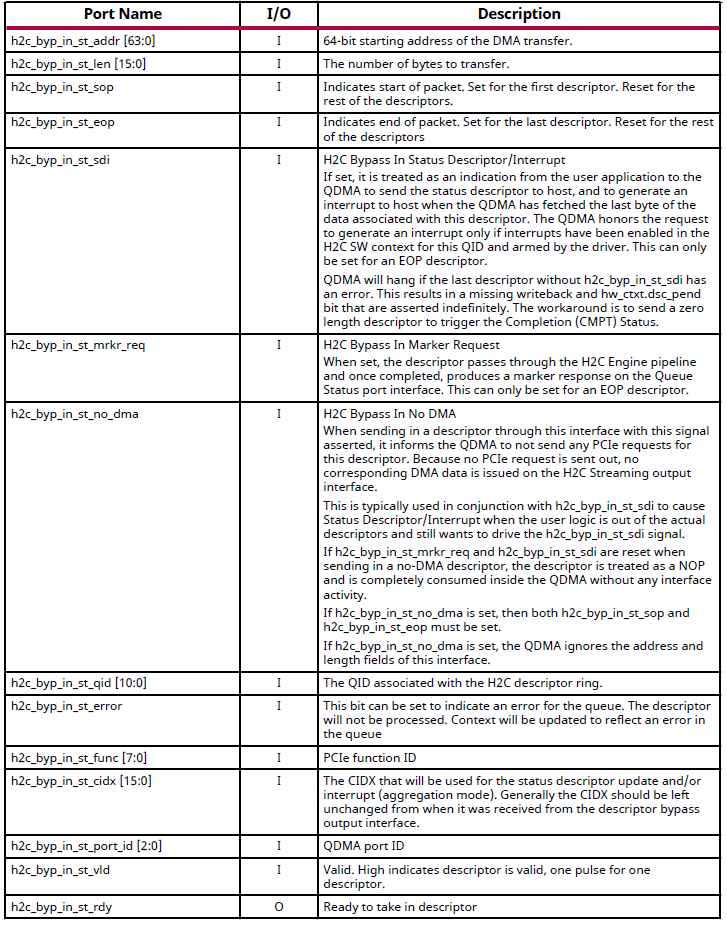 Port Name I/O Description
h2c_byp_in_st_addr [63:0] I 64-bit starting address of the DMA transfer.
h2c_byp_in_st_len [15:0] I The number of bytes to transfer.
h2c_byp_in_st_sop I Indicates start of packet. Set for the first descriptor. Reset for the
rest of the descriptors.
h2c_byp_in_st_eop I Indicates end of packet. Set for the last descriptor. Reset for the rest
of the descriptors
h2c_byp_in_st_sdi I H2C Bypass In Status Descriptor/Interrupt
If set, it is treated as an indication from the user application to the
QDMA to send the status descriptor to host, and to generate an
interrupt to host when the QDMA has fetched the last byte of the
data associated with this descriptor. The QDMA honors the request
to generate an interrupt only if interrupts have been enabled in the
H2C SW context for this QID and armed by the driver. This can only
be set for an EOP descriptor.
QDMA will hang if the last descriptor without h2c_byp_in_st_sdi has
an error. This results in a missing writeback and hw_ctxt.dsc_pend
bit that are asserted indefinitely. The workaround is to send a zero
length descriptor to trigger the Completion (CMPT) Status.
h2c_byp_in_st_mrkr_req I H2C Bypass In Marker Request
When set, the descriptor passes through the H2C Engine pipeline
and once completed, produces a marker response on the Queue
Status port interface. This can only be set for an EOP descriptor.
h2c_byp_in_st_no_dma I H2C Bypass In No DMA
When sending in a descriptor through this interface with this signal
asserted, it informs the QDMA to not send any PCIe requests for
this descriptor. Because no PCIe request is sent out, no
corresponding DMA data is issued on the H2C Streaming output
interface.
This is typically used in conjunction with h2c_byp_in_st_sdi to cause
Status Descriptor/Interrupt when the user logic is out of the actual
descriptors and still wants to drive the h2c_byp_in_st_sdi signal.
If h2c_byp_in_st_mrkr_req and h2c_byp_in_st_sdi are reset when
sending in a no-DMA descriptor, the descriptor is treated as a NOP
and is completely consumed inside the QDMA without any interface
activity.
If h2c_byp_in_st_no_dma is set, then both h2c_byp_in_st_sop and
h2c_byp_in_st_eop must be set.
If h2c_byp_in_st_no_dma is set, the QDMA ignores the address and
length fields of this interface.
h2c_byp_in_st_qid [10:0] I The QID associated with the H2C descriptor ring.
h2c_byp_in_st_error I This bit can be set to indicate an error for the queue. The descriptor
will not be processed. Context will be updated to reflect an error in
the queue
h2c_byp_in_st_func [7:0] I PCIe function ID
h2c_byp_in_st_cidx [15:0] I The CIDX that will be used for the status descriptor update and/or
interrupt (aggregation mode). Generally the CIDX should be left
unchanged from when it was received from the descriptor bypass
output interface.
h2c_byp_in_st_port_id [2:0] I QDMA port ID
h2c_byp_in_st_vld I Valid. High indicates descriptor is valid, one pulse for one
descriptor.
h2c_byp_in_st_rdy O Ready to take in descriptor